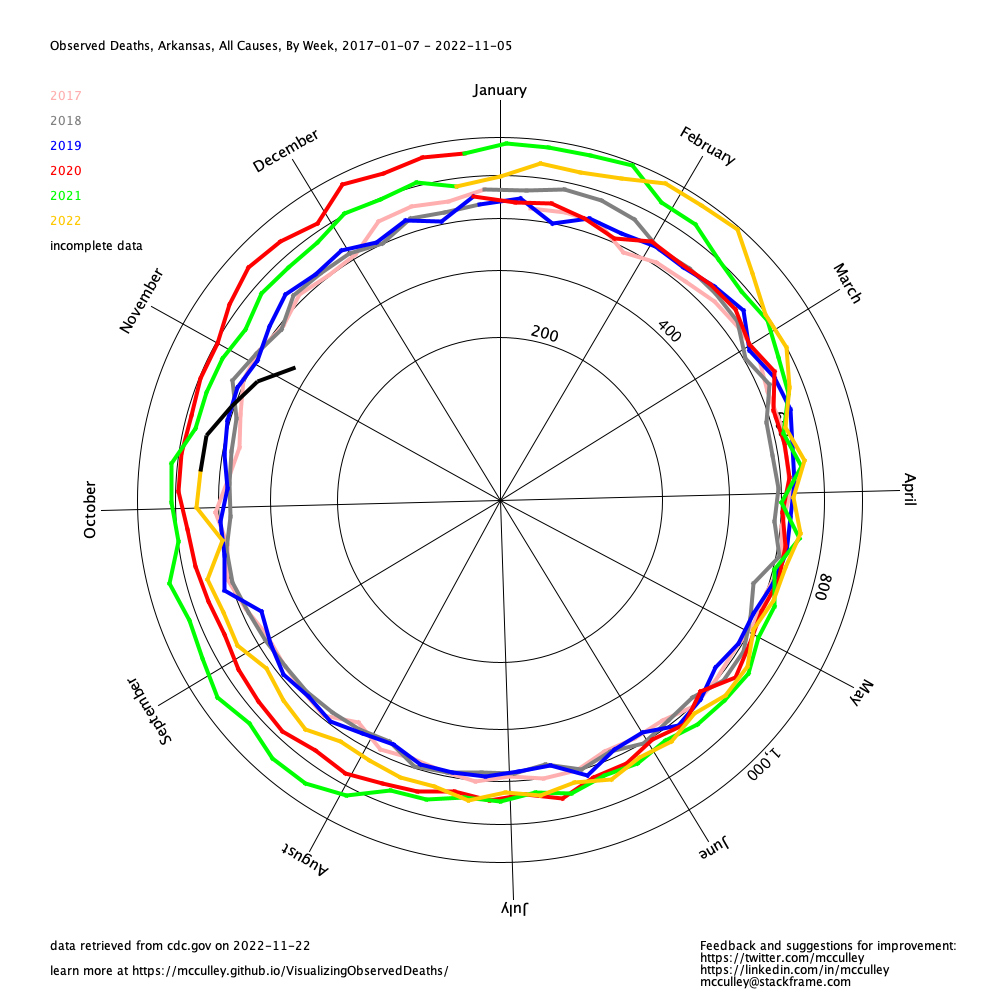 Observed Deaths, Arkansas, All Causes, By Week, 2017-01-07 - 2022-11-05
2017
2018
2019
2020
2021
2022
incomplete data
January
February
March
April
May
June
July
August
September
October
November
December
200
400
800
1,000
data retrieved from cdc.gov on 2022-11-22
learn more at https://mcculley.github.io/VisualizingObservedDeaths/
Feedback and suggestions for improvement:
https://twitter.com/mcculley
https://linkedin.com/in/mcculley
mcculley@stackframe.com